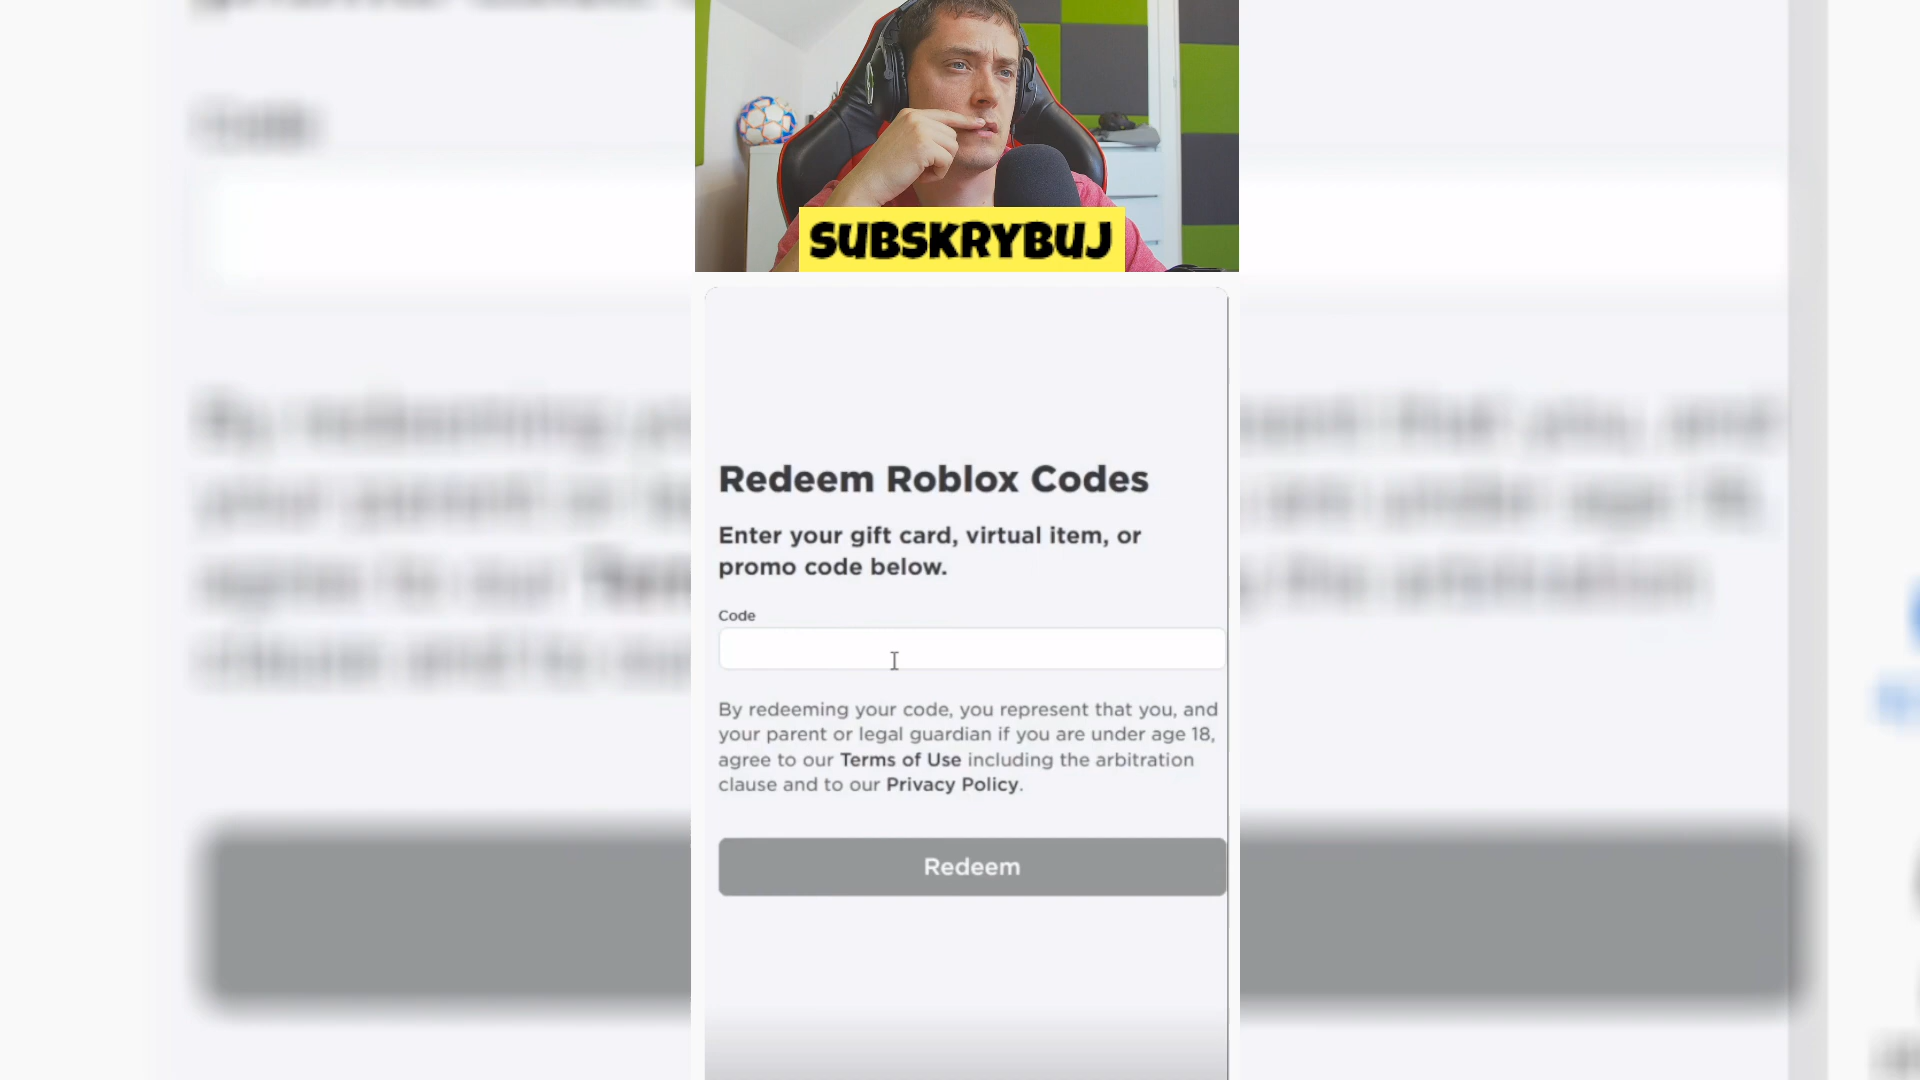 SUBSKRYBUJ
Redeem Roblox Codes
Enter your gift card, virtual item, or
promo code below.
Code
By redeeming your code, you represent that you, and
your parent or legal guardian if you are under age 18,
agree to our Terms of Use including the arbitration
clause and to our Privacy Policy.
Redeem